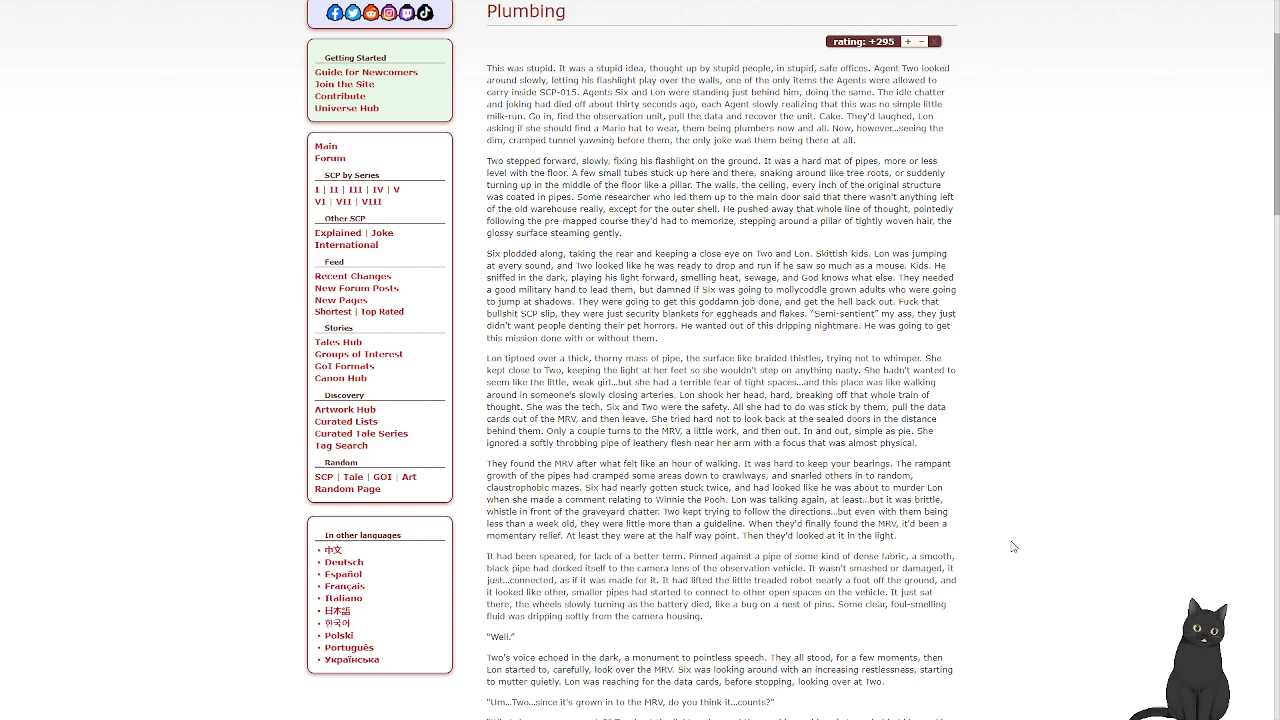 Getting Started
Guide for Newcomers
Join the Site
Contribute
Universe Hub
Main
Forum
SCP by Series
I | II | III | IV | V
VI | VII | VIII
Other SCP
Explained | Joke
International
Feed
Recent Changes
New Forum Posts
New Pages
Shortest | Top Rated
Stories
Tales Hub
Groups of Interest
GoI Formats
Canon Hub
Discovery
Artwork Hub
Curated Lists
Curated Tale Series
Tag Search
Random
SCP | Tale | GOI | Art
Random Page
In other languages
中文
Deutsch
Español
Français
Italiano
日本語
한국어
Polski
Português
Українська
Plumbing
rating: +295 + − X
This was stupid. It was a stupid idea, thought up by stupid people, in stupid, safe offices. Agent Two looked
around slowly, letting his flashlight play over the walls, one of the only items the Agents were allowed to
carry inside SCP-015. Agents Six and Lon were standing just behind him, doing the same. The idle chatter
and joking had died off about thirty seconds ago, each Agent slowly realizing that this was no simple little
milk-run. Go in, find the observation unit, pull the data and recover the unit. Cake. They'd laughed, Lon
asking if she should find a Mario hat to wear, them being plumbers now and all. Now, however…seeing the
dim, cramped tunnel yawning before them, the only joke was them being there at all.
Two stepped forward, slowly, fixing his flashlight on the ground. It was a hard mat of pipes, more or less
level with the floor. A few small tubes stuck up here and there, snaking around like tree roots, or suddenly
turning up in the middle of the floor like a pillar. The walls, the ceiling, every inch of the original structure
was coated in pipes. Some researcher who led them up to the main door said that there wasn't anything left
of the old warehouse really, except for the outer shell. He pushed away that whole line of thought, pointedly
following the pre-mapped course they'd had to memorize, stepping around a pillar of tightly woven hair, the
glossy surface steaming gently.
Six plodded along, taking the rear and keeping a close eye on Two and Lon. Skittish kids. Lon was jumping
at every sound, and Two looked like he was ready to drop and run if he saw so much as a mouse. Kids. He
sniffed in the dark, playing his light forward, smelling heat, sewage, and God knows what else. They needed
a good military hand to lead them, but damned if Six was going to mollycoddle grown adults who were going
to jump at shadows. They were going to get this goddamn job done, and get the hell back out. Fuck that
bullshit SCP slip, they were just security blankets for eggheads and flakes. “Semi-sentient” my ass, they just
didn't want people denting their pet horrors. He wanted out of this dripping nightmare. He was going to get
this mission done with or without them.
Lon tiptoed over a thick, thorny mass of pipe, the surface like braided thistles, trying not to whimper. She
kept close to Two, keeping the light at her feet so she wouldn't step on anything nasty. She hadn't wanted to
seem like the little, weak girl…but she had a terrible fear of tight spaces…and this place was like walking
around in someone's slowly closing arteries. Lon shook her head, hard, breaking off that whole train of
thought. She was the tech, Six and Two were the safety. All she had to do was stick by them, pull the data
cards out of the MRV, and then leave. She tried hard not to look back at the sealed doors in the distance
behind them. Only a couple turns to the MRV, a little work, and then out. In and out, simple as pie. She
ignored a softly throbbing pipe of leathery flesh near her arm with a focus that was almost physical.
They found the MRV after what felt like an hour of walking. It was hard to keep your bearings. The rampant
growth of the pipes had cramped some areas down to crawlways, and snarled others in to random,
claustrophobic mazes. Six had nearly gotten stuck twice, and had looked like he was about to murder Lon
when she made a comment relating to Winnie the Pooh. Lon was talking again, at least…but it was brittle,
whistle in front of the graveyard chatter. Two kept trying to follow the directions…but even with them being
less than a week old, they were little more than a guideline. When they'd finally found the MRV, it'd been a
momentary relief. At least they were at the half way point. Then they'd looked at it in the light.
It had been speared, for lack of a better term. Pinned against a pipe of some kind of dense fabric, a smooth,
black pipe had docked itself to the camera lens of the observation vehicle. It wasn't smashed or damaged, it
just…connected, as if it was made for it. It had lifted the little treaded robot nearly a foot off the ground, and
it looked like other, smaller pipes had started to connect to other open spaces on the vehicle. It just sat
there, the wheels slowly turning as the battery died, like a bug on a nest of pins. Some clear, foul-smelling
fluid was dripping softly from the camera housing.
“Well.”
Two's voice echoed in the dark, a monument to pointless speech. They all stood, for a few moments, then
Lon started to, carefully, look over the MRV. Six was looking around with an increasing restlessness, starting
to mutter quietly. Lon was reaching for the data cards, before stopping, looking over at Two.
“Um…Two…since it's grown in to the MRV, do you think it…counts?”